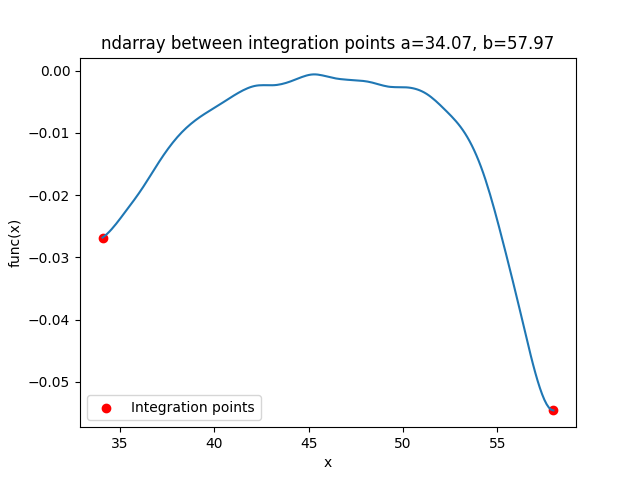 ndarray between integration points a=34.07, b=57.97
0.00
−0.01
−0.02
−0.03
−0.04
−0.05
func(x)
Integration points
35
40
45
50
55
x